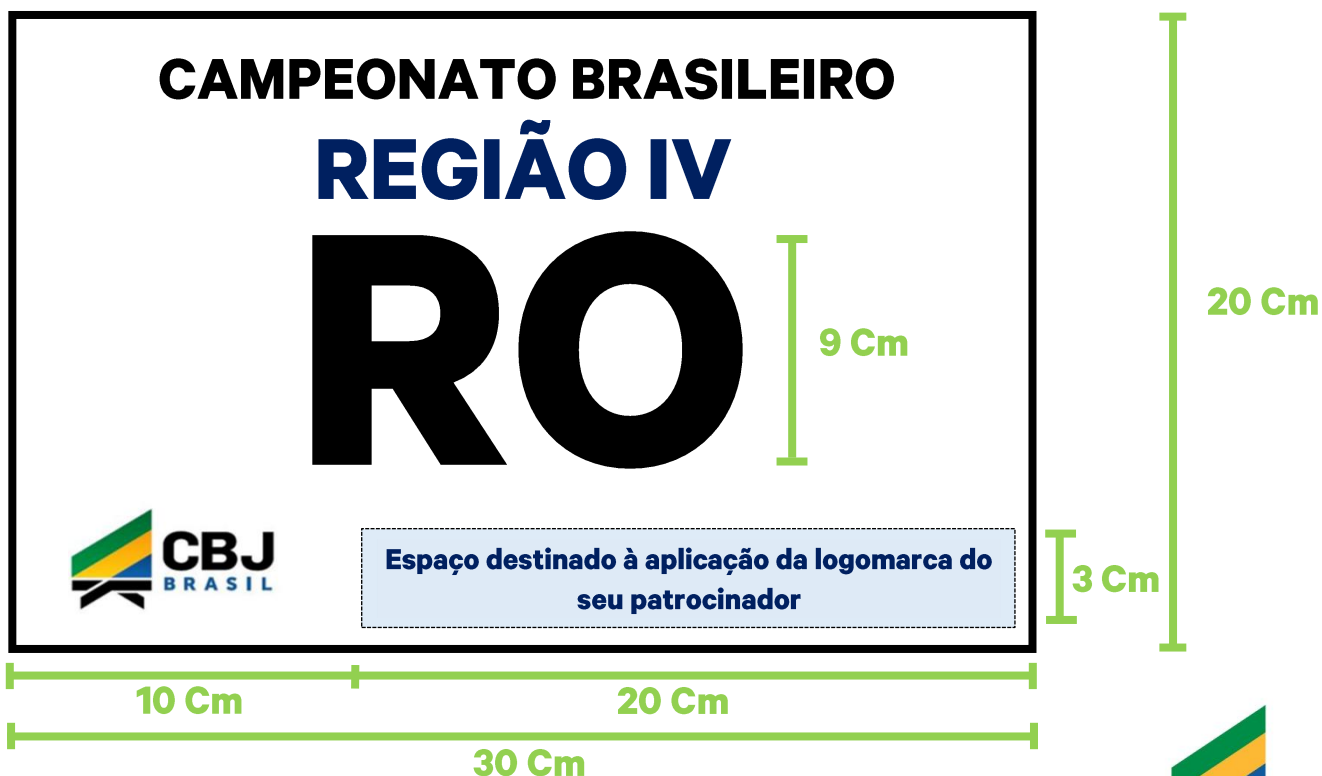 CAMPEONATO BRASILEIRO
REGIÃO IV
RO
9 Cm
20 Cm
CBJ
BRASIL
Espaço destinado à aplicação da logomarca do
seu patrocinador
3 Cm
10 Cm
20 Cm
30 Cm